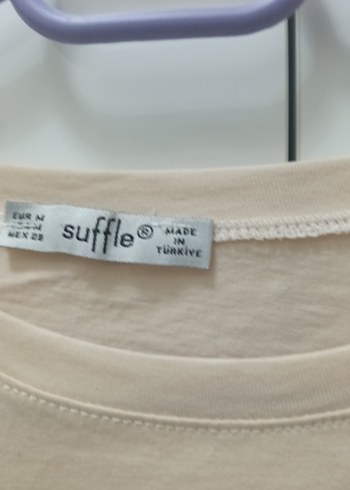 EUR M
MEX 28
suffle®
MADE
IN
TÜRKİYE